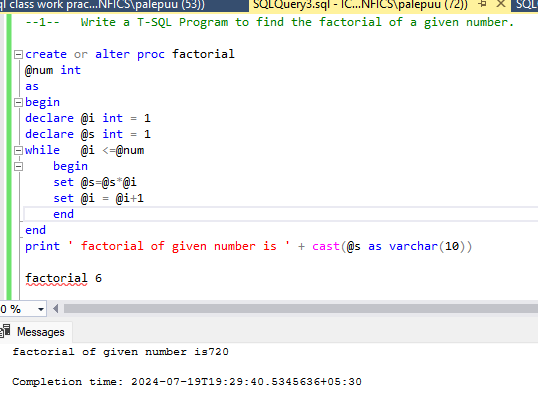 ql class work prac...NFICS\palepuu (53))
SQLQuery3.sql - IC...NFICS\palepuu (72))
SQL
--1-- Write a T-SQL Program to find the factorial of a given number.
create or alter proc factorial
@num int
as
begin
declare @i int = 1
declare @s int = 1
while @i <=@num
begin
set @s=@s*@i
set @i = @i+1
end
end
print ' factorial of given number is ' + cast(@s as varchar(10))
factorial 6
0 %
Messages
factorial of given number is720
Completion time: 2024-07-19T19:29:40.5345636+05:30